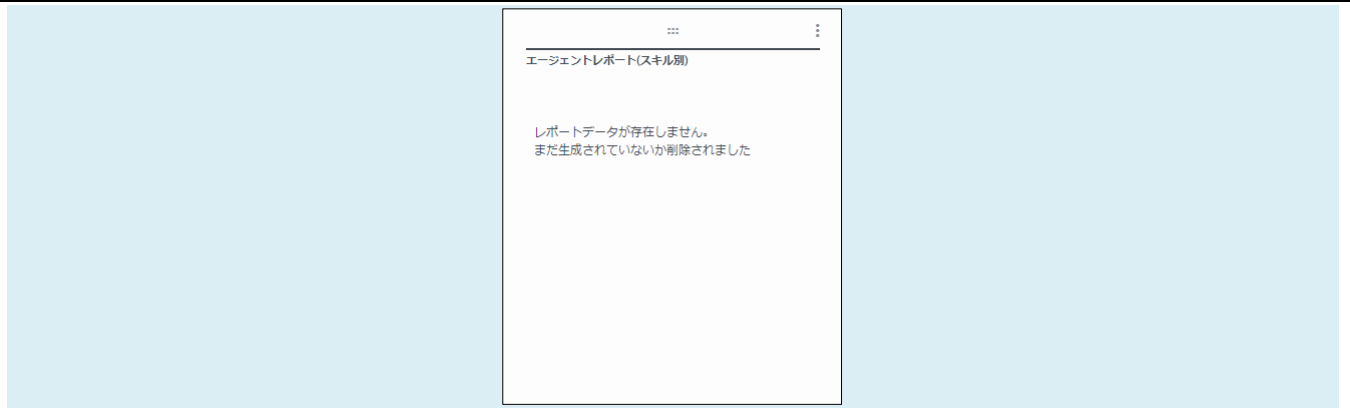 エージェントレポート(スキル別)
レポートデータが存在しません。
まだ生成されていないか削除されました